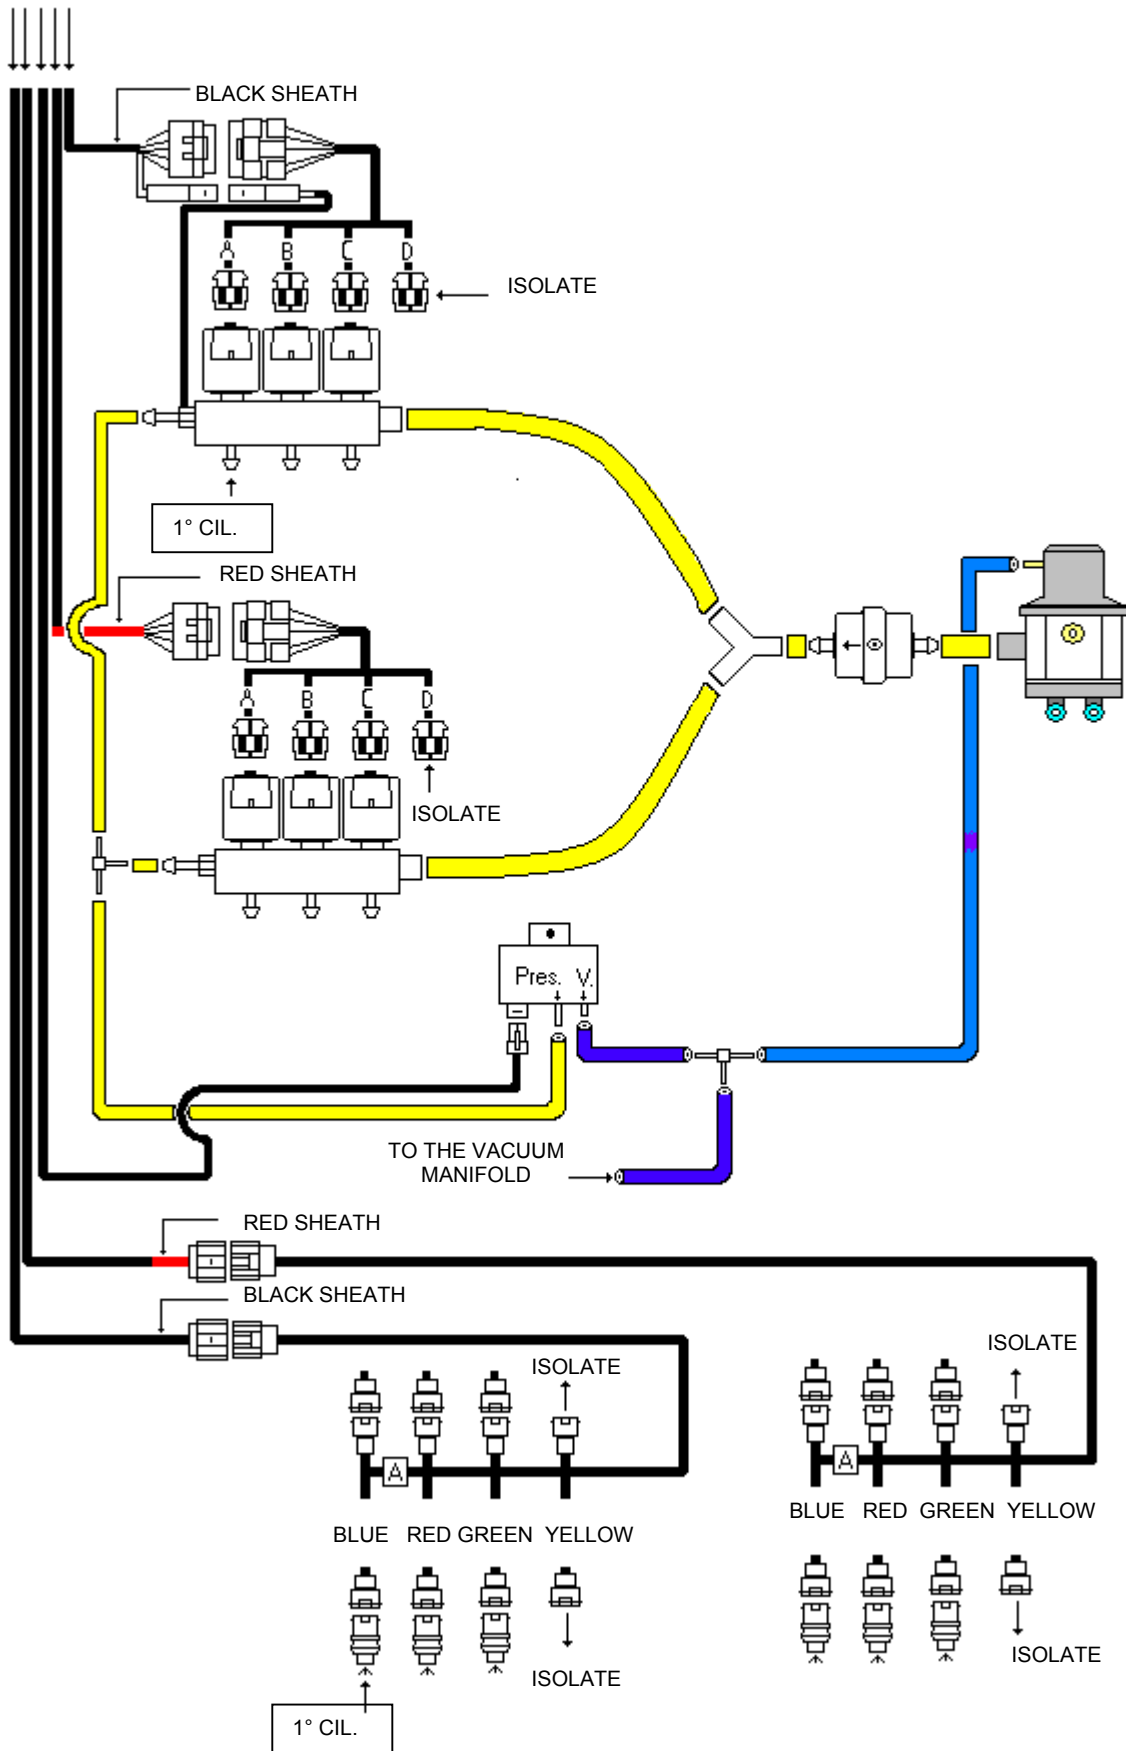 BLACK SHEATH
A B C D
ISOLATE
1° CIL.
RED SHEATH
A B C D
ISOLATE
Pres. V.
TO THE VACUUM
MANIFOLD
RED SHEATH
BLACK SHEATH
ISOLATE
A
BLUE RED GREEN YELLOW
ISOLATE
1° CIL.
ISOLATE
A
BLUE RED GREEN YELLOW
ISOLATE